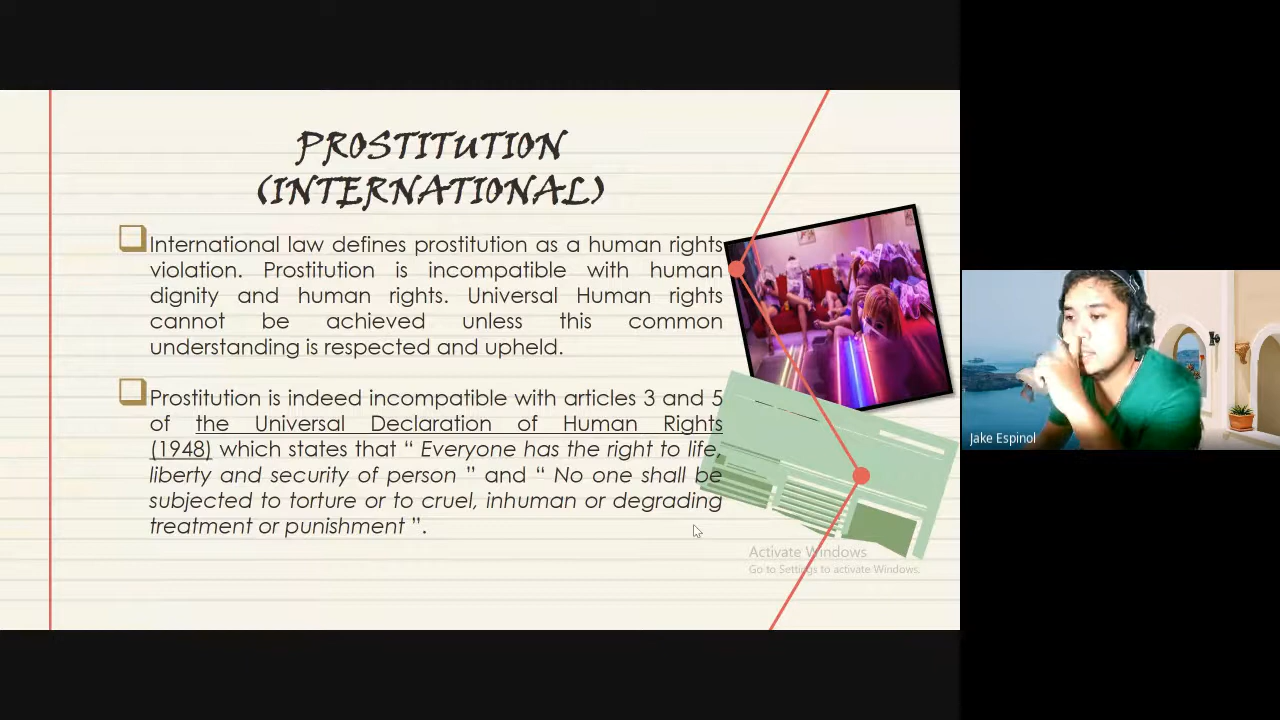 PROSTITUTION
(INTERNATIONAL)
International law defines prostitution as a human rights
violation. Prostitution is incompatible with human
dignity and human rights. Universal Human rights
cannot be achieved unless this common
understanding is respected and upheld.
Prostitution is indeed incompatible with articles 3 and 5
of the Universal Declaration of Human Rights
(1948) which states that “ Everyone has the right to life,
liberty and security of person ” and “ No one shall be
subjected to torture or to cruel, inhuman or degrading
treatment or punishment ”.
Activate Windows
Go to Settings to activate Windows.
Jake Espinol